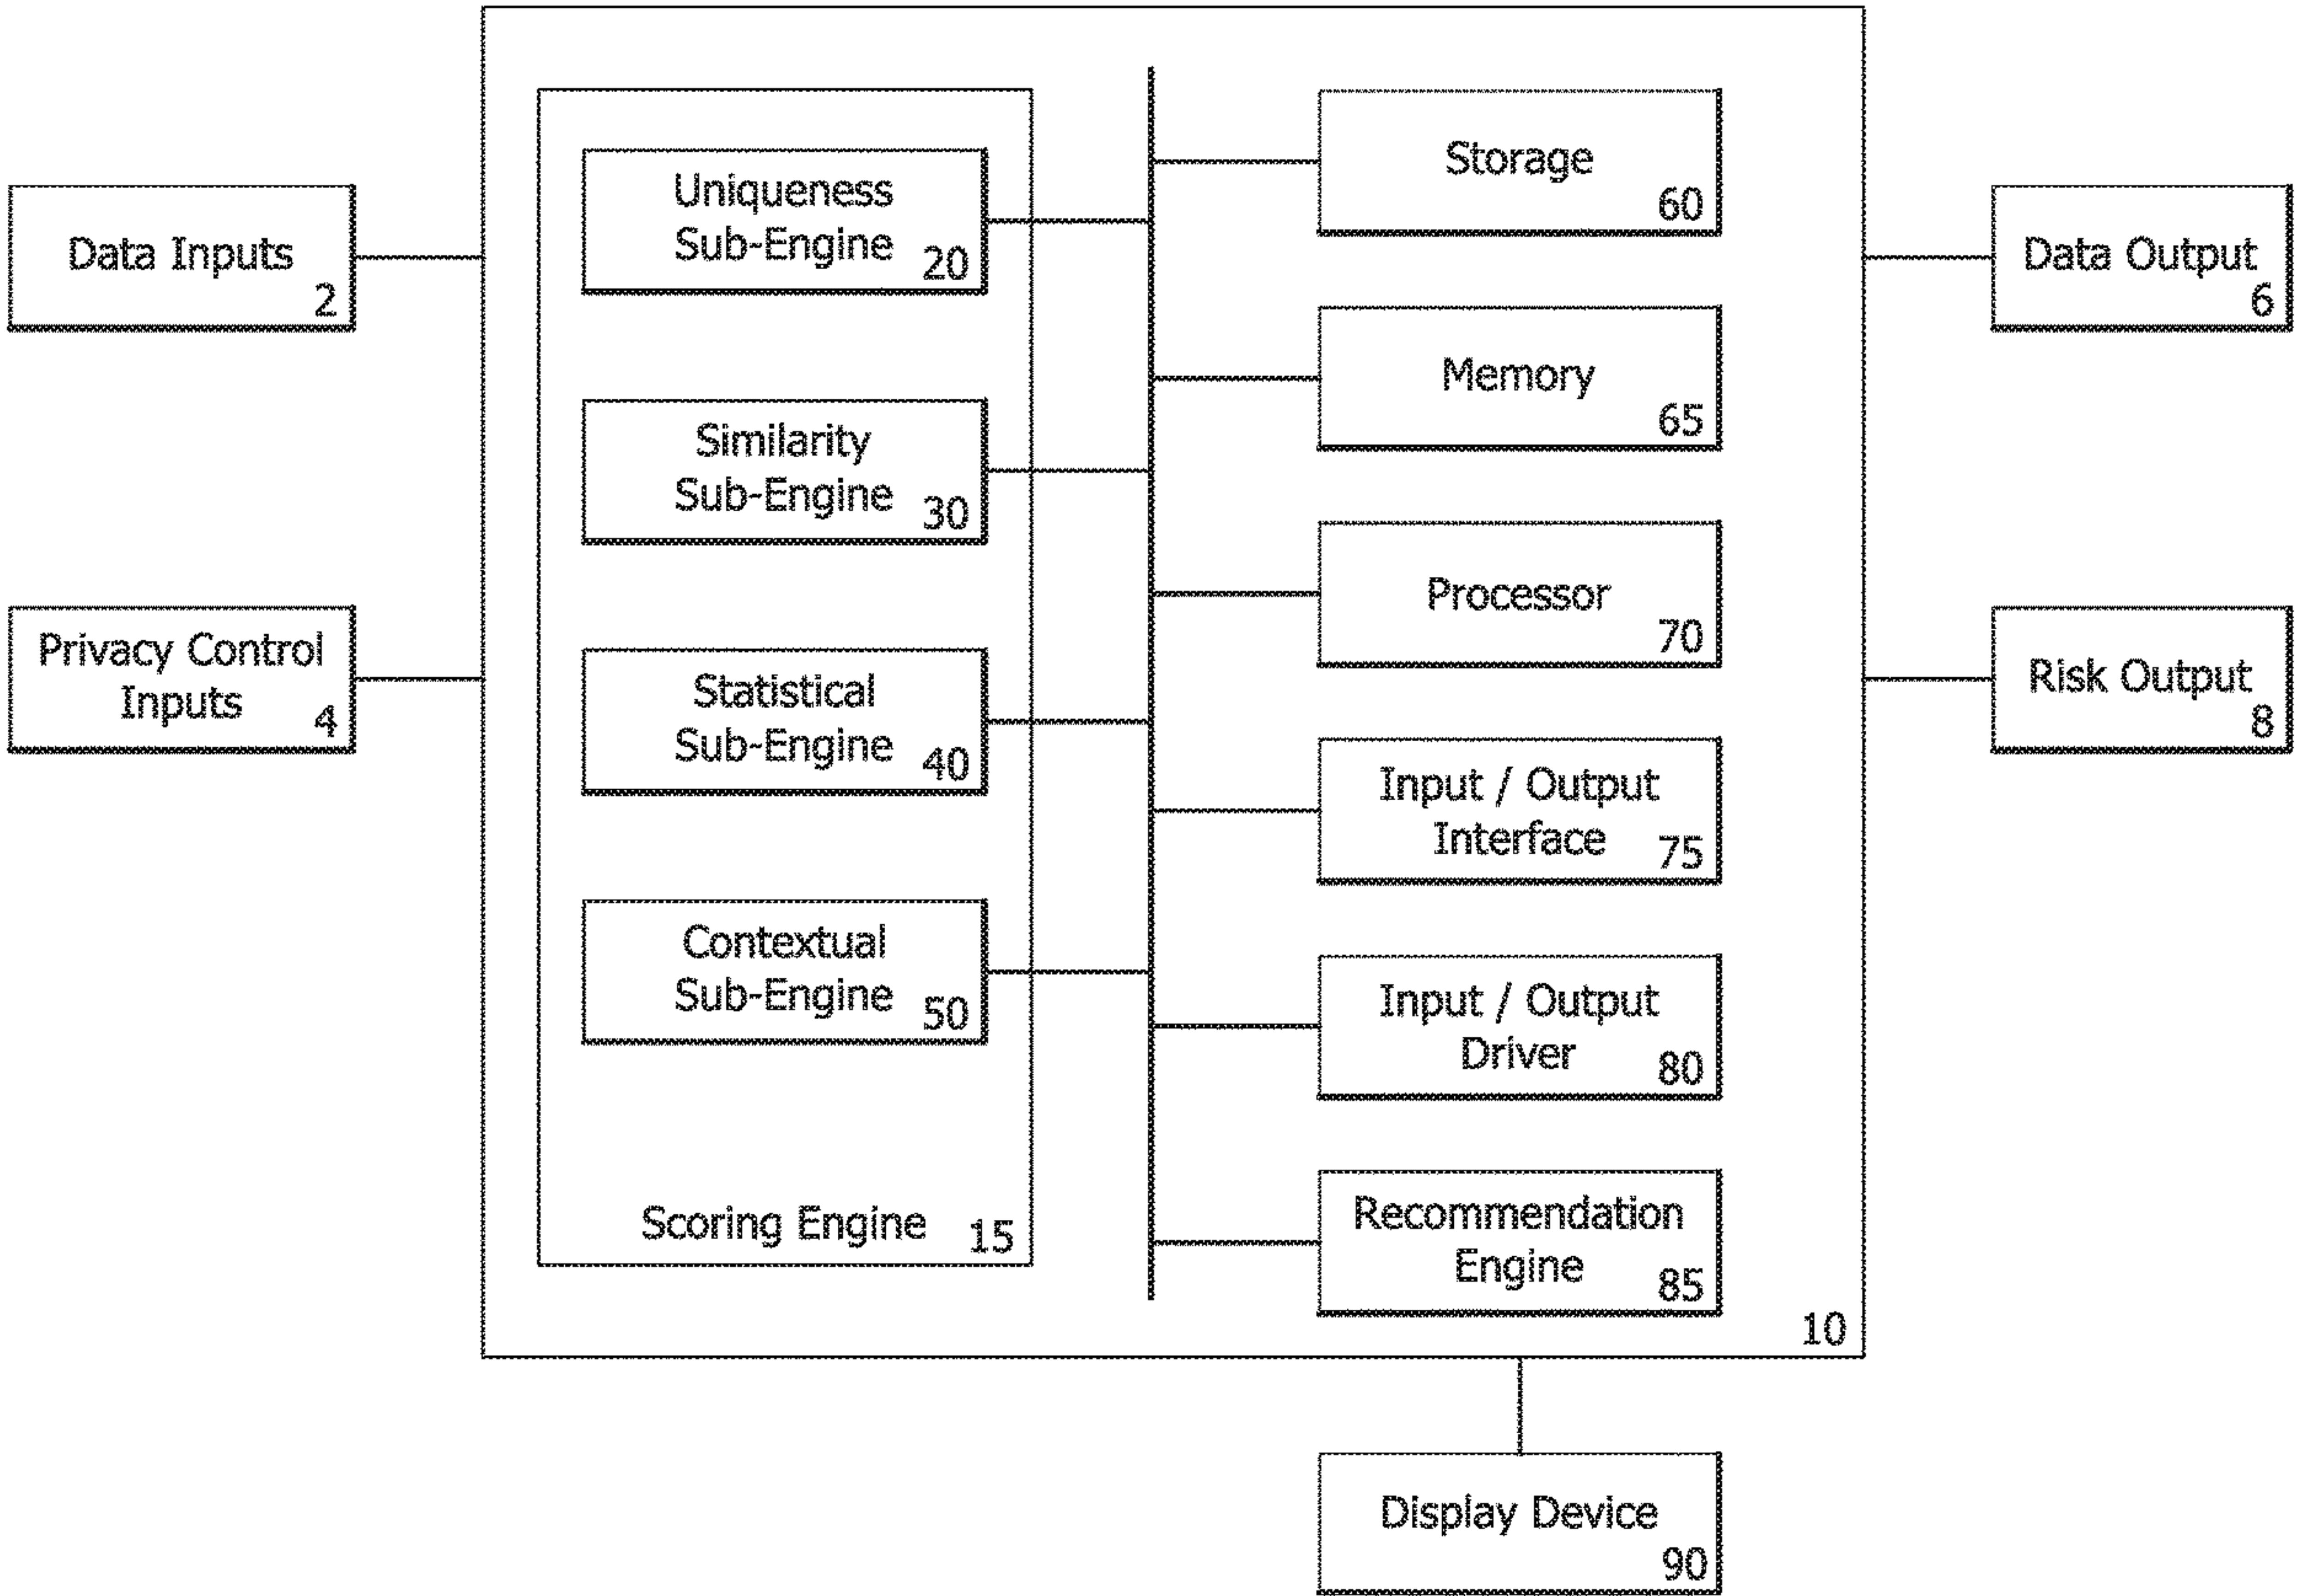 Data Inputs
2
Privacy Control
Inputs
4
Uniqueness
Sub-Engine
20
Similarity
Sub-Engine
30
Statistical
Sub-Engine
40
Contextual
Sub-Engine
50
Scoring Engine
15
Storage
60
Memory
65
Processor
70
Input / Output
Interface
75
Input / Output
Driver
80
Recommendation
Engine
85
10
Data Output
6
Risk Output
8
Display Device
90